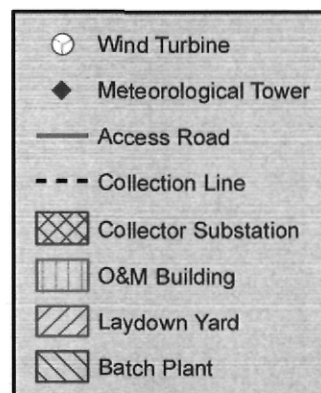 Wind Turbine
Meteorological Tower
Access Road
Collection Line
Collector Substation
O&M Building
Laydown Yard
Batch Plant